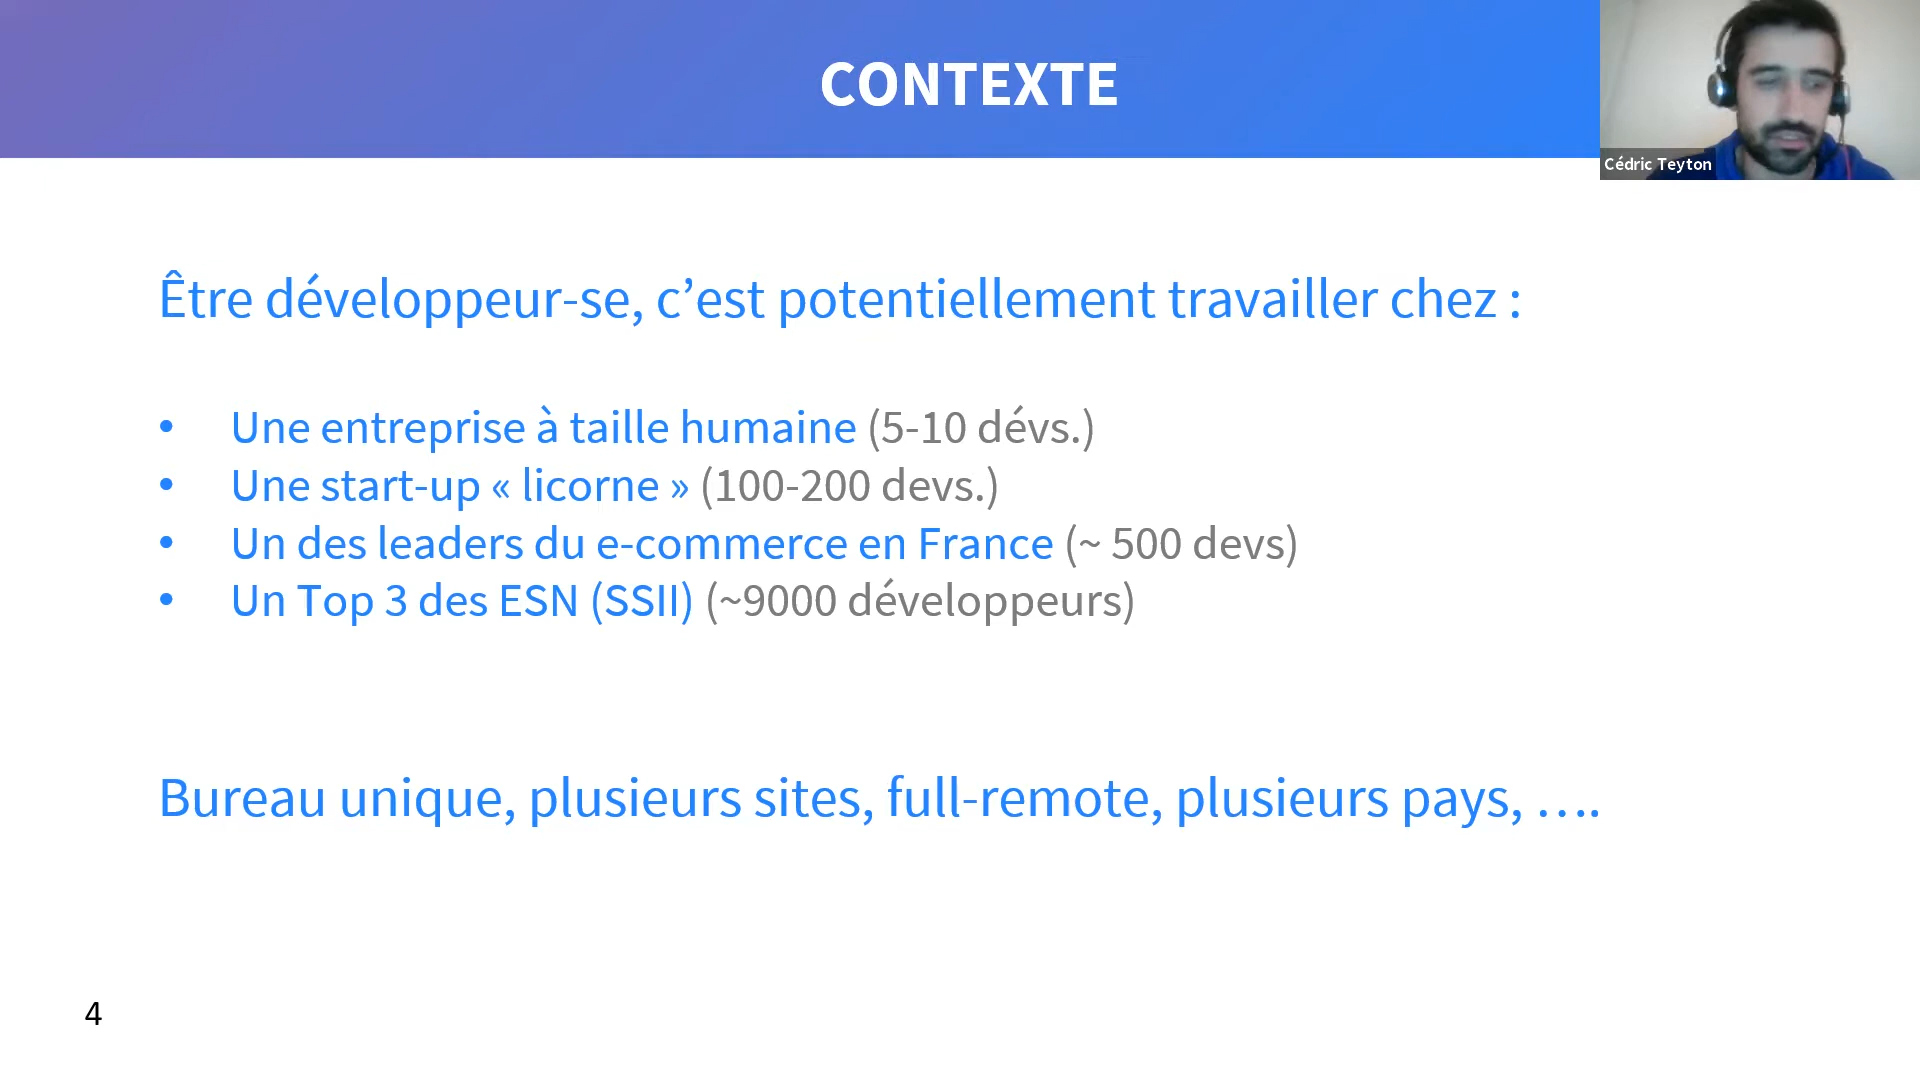 CONTEXTE
Cédric Teyton
Être développeur-se, c’est potentiellement travailler chez :
• Une entreprise à taille humaine (5-10 dévs.)
• Une start-up « licorne » (100-200 devs.)
• Un des leaders du e-commerce en France (~ 500 devs)
• Un Top 3 des ESN (SSII) (~9000 développeurs)
Bureau unique, plusieurs sites, full-remote, plusieurs pays, ….
4